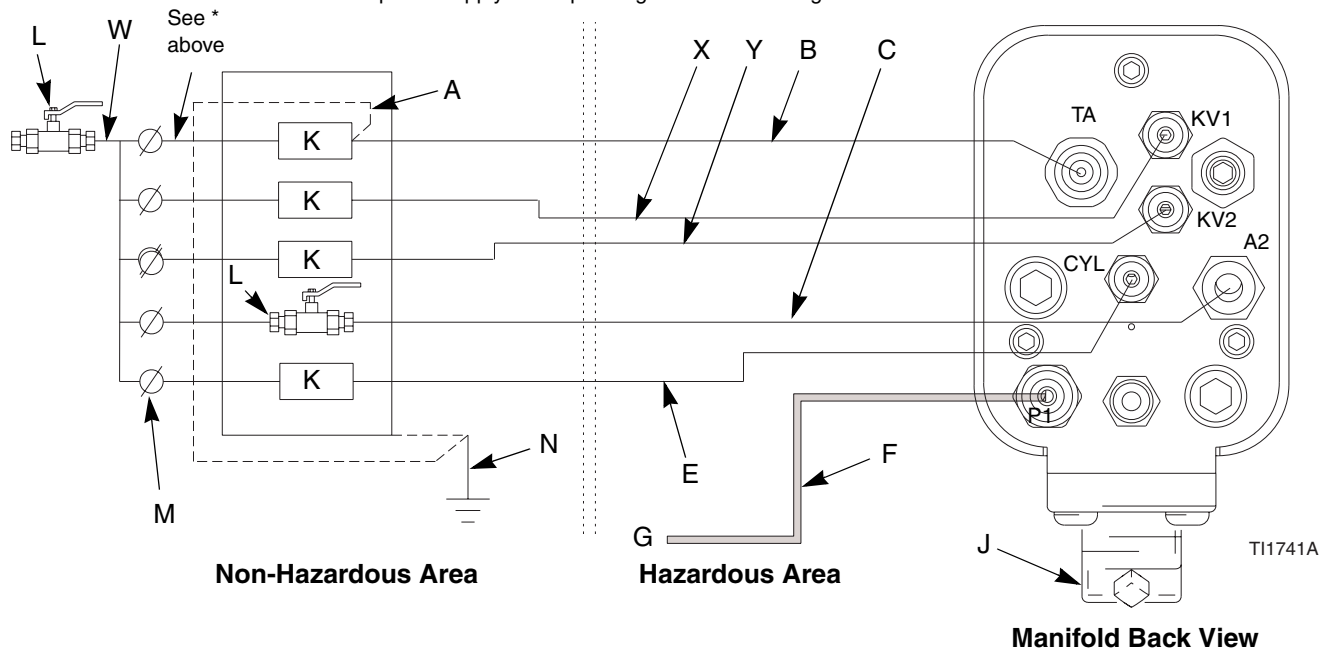 See *
above
L
W
X
Y
B
C
A
TA
KV1
K
K
KV2
K
A2
L
CYL
K
P1
N
F
E
M
G
J
TI1741A
Non-Hazardous Area
Hazardous Area
Manifold Back View